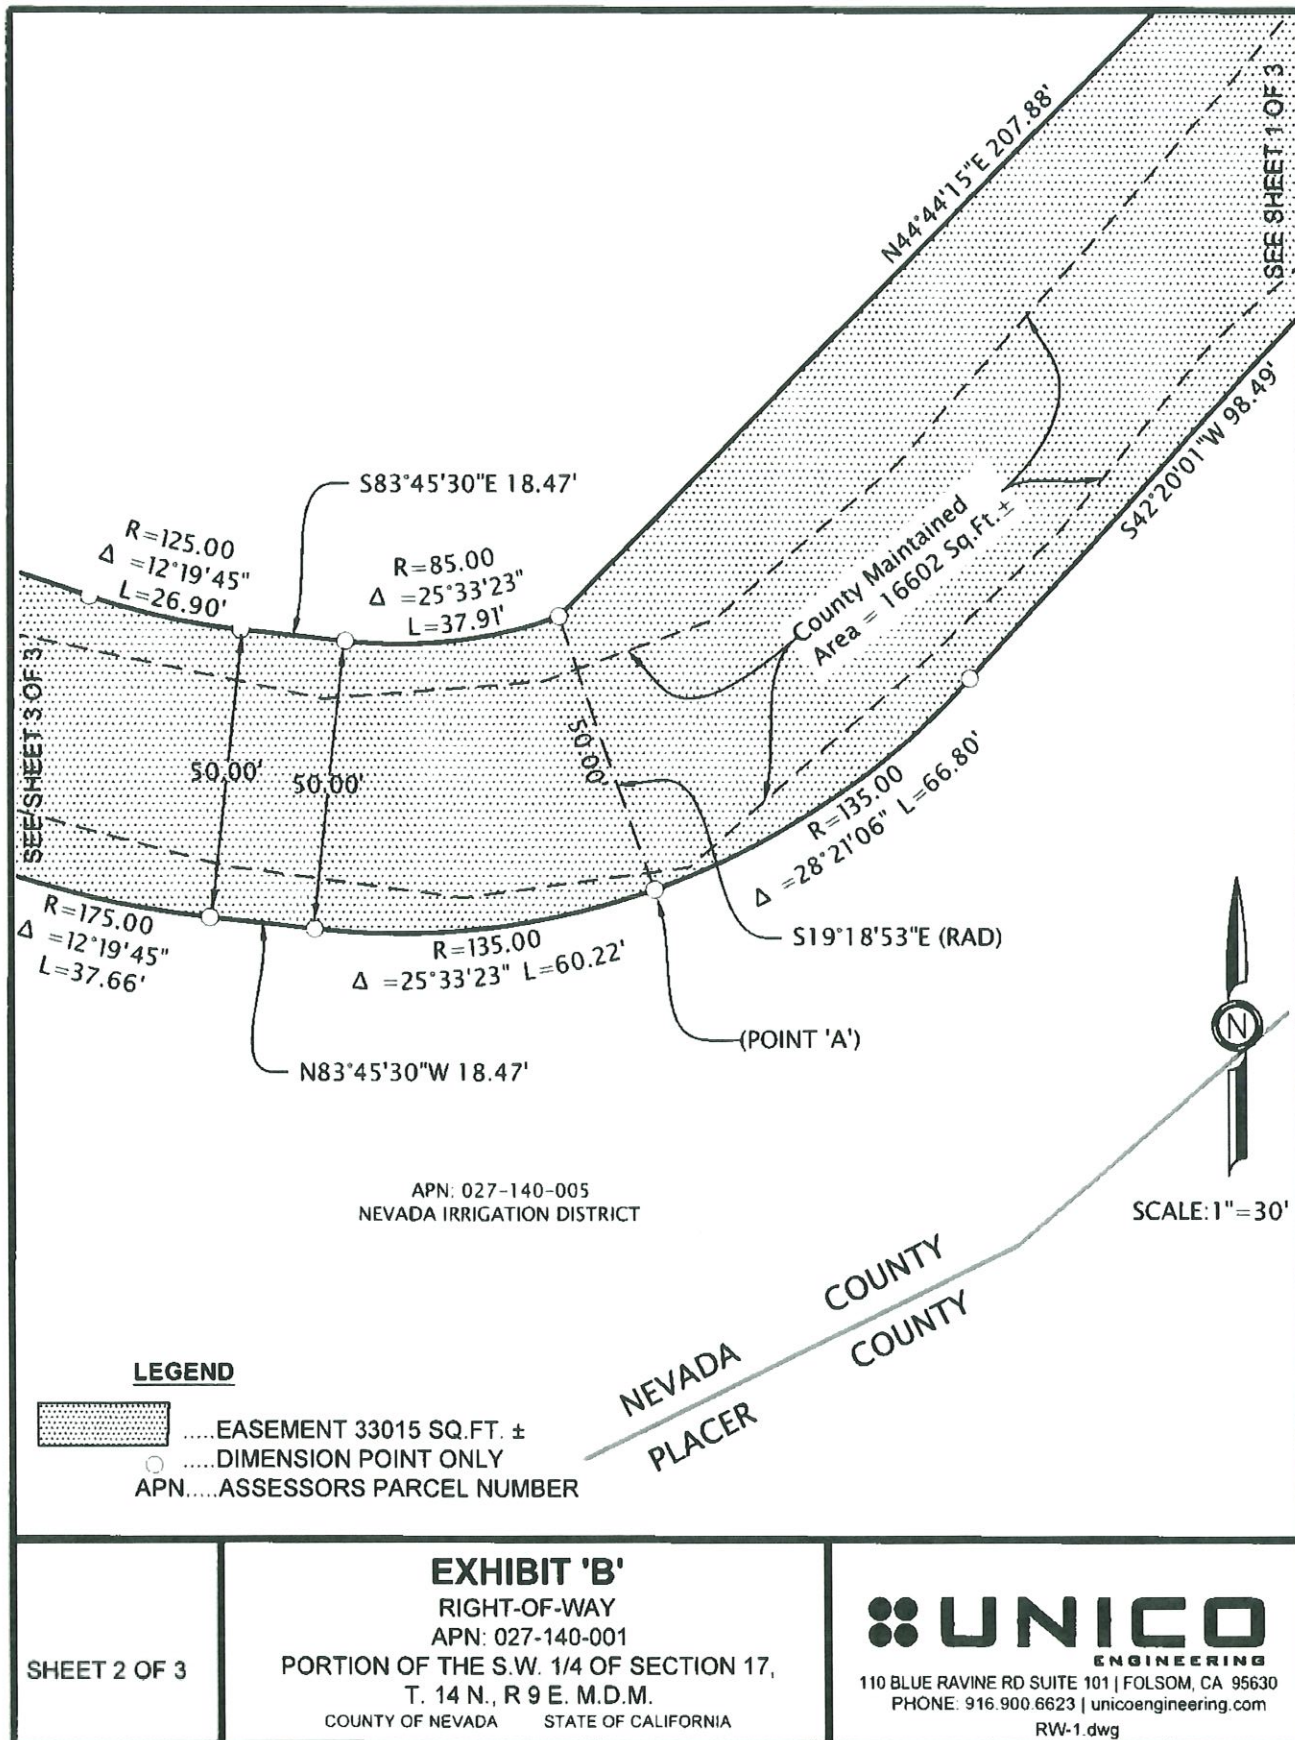 SEE SHEET 1 OF 3
N44°44'15"E 207.88'
S42°20'01"W 98.49'
S83°45'30"E 18.47'
R=125.00
Δ =12°19'45"
L=26.90'
R=85.00
Δ =25°33'23"
L=37.91'
County Maintained
Area = 16602 Sq.Ft.±
SEE SHEET 3 OF 3
50.00'
50.00'
50.00'
R=135.00
Δ =28°21'06" L=66.80'
R=175.00
Δ =12°19'45"
L=37.66'
R=135.00
Δ =25°33'23" L=60.22'
S19°18'53"E (RAD)
(POINT 'A')
N83°45'30"W 18.47'
N
SCALE:1"=30'
APN: 027-140-005
NEVADA IRRIGATION DISTRICT
NEVADA COUNTY
PLACER COUNTY
LEGEND
.....EASEMENT 33015 SQ.FT. ±
.....DIMENSION POINT ONLY
APN.....ASSESSORS PARCEL NUMBER
SHEET 2 OF 3
EXHIBIT 'B'
RIGHT-OF-WAY
APN: 027-140-001
PORTION OF THE S.W. 1/4 OF SECTION 17,
T. 14 N., R 9 E. M.D.M.
COUNTY OF NEVADA STATE OF CALIFORNIA
UNICO
ENGINEERING
110 BLUE RAVINE RD SUITE 101 | FOLSOM, CA 95630
PHONE: 916.900.6623 | unicoengineering.com
RW-1.dwg